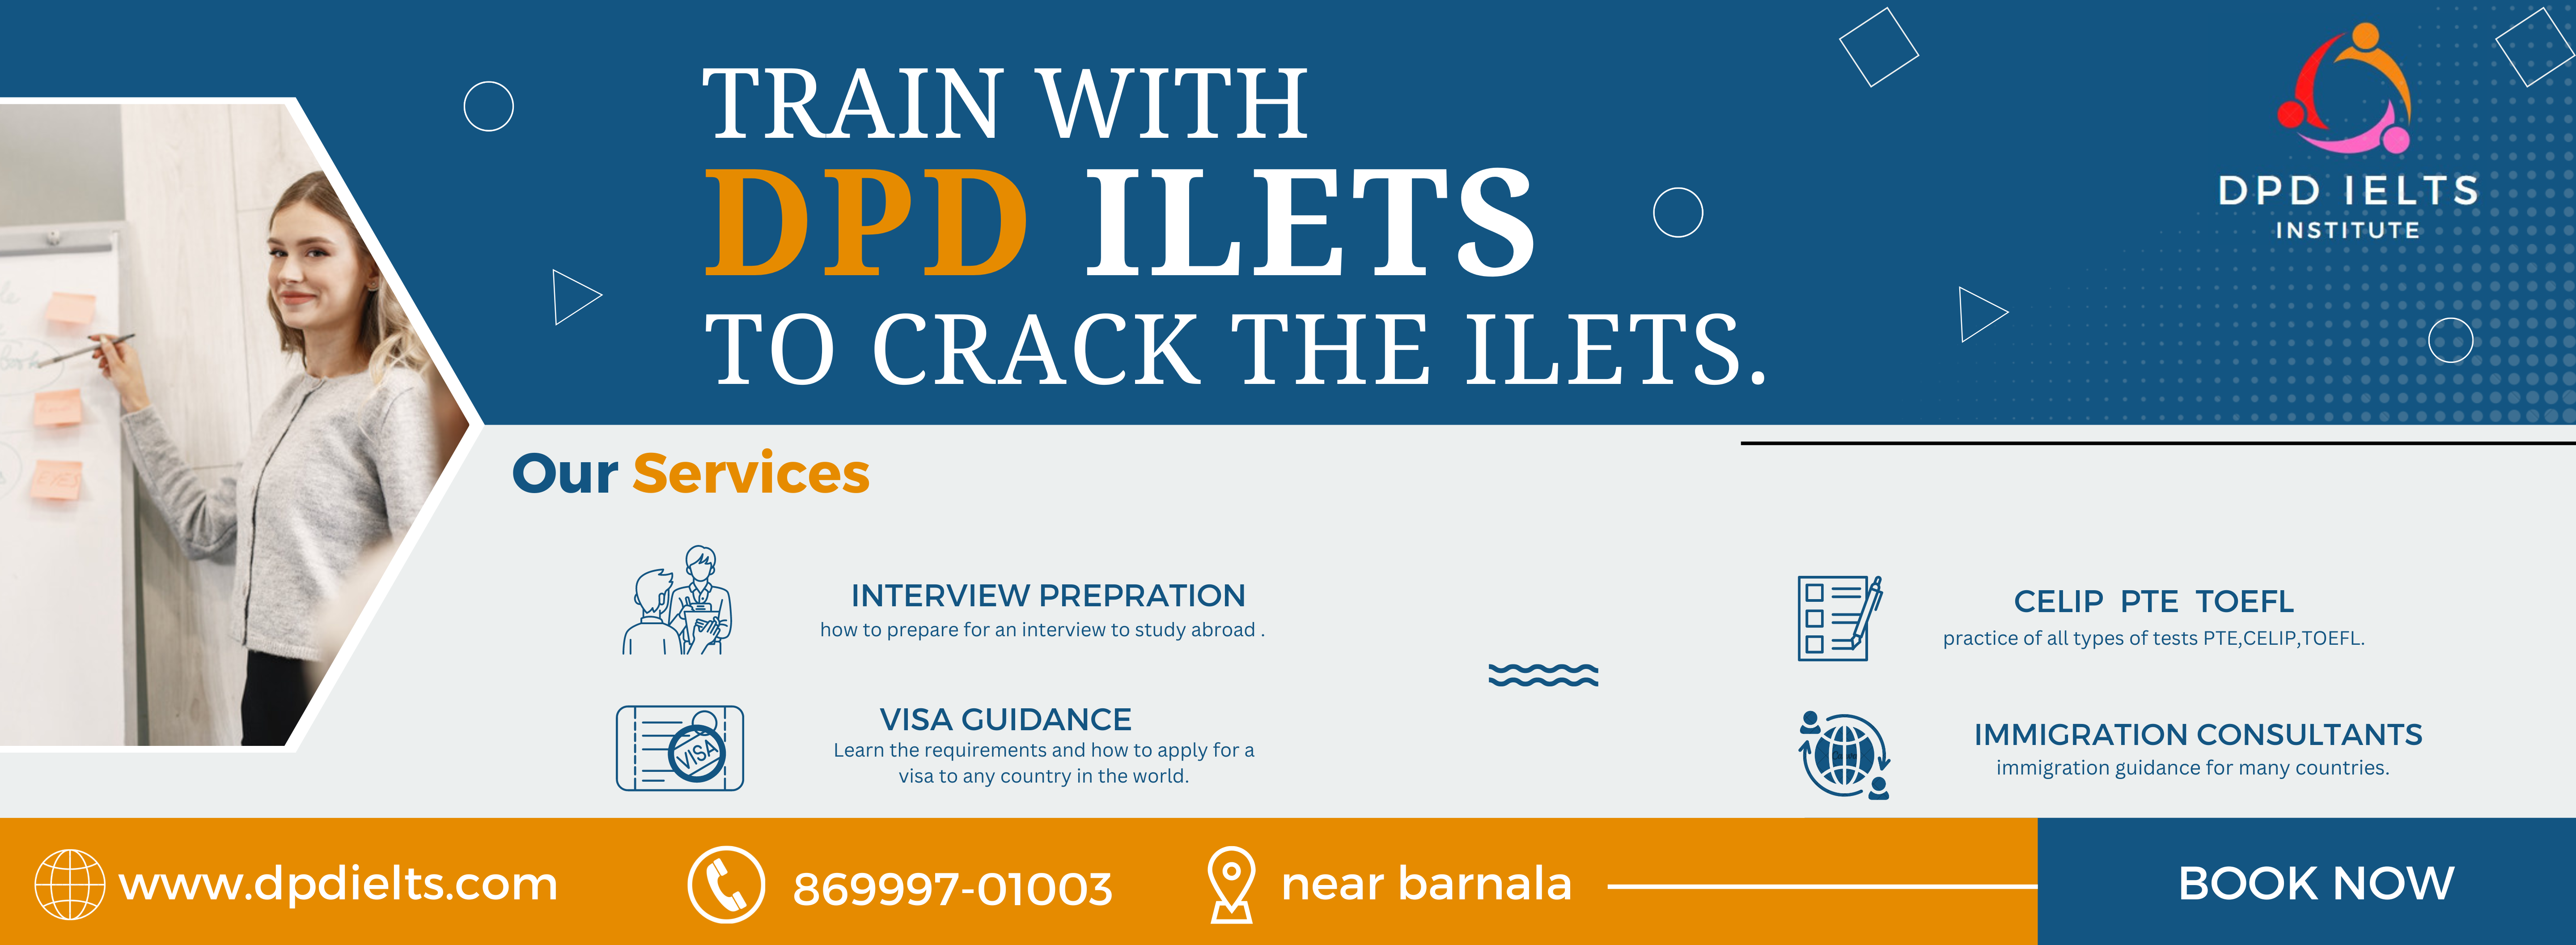 TRAIN WITH
DPD ILETS
TO CRACK THE ILETS.
DPD IELTS
INSTITUTE
Our Services
INTERVIEW PREPRATION
how to prepare for an interview to study abroad .
VISA GUIDANCE
Learn the requirements and how to apply for a
visa to any country in the world.
VISA
CELIP PTE TOEFL
practice of all types of tests PTE,CELIP,TOEFL.
IMMIGRATION CONSULTANTS
immigration guidance for many countries.
www.dpdielts.com
869997-01003
near barnala
BOOK NOW